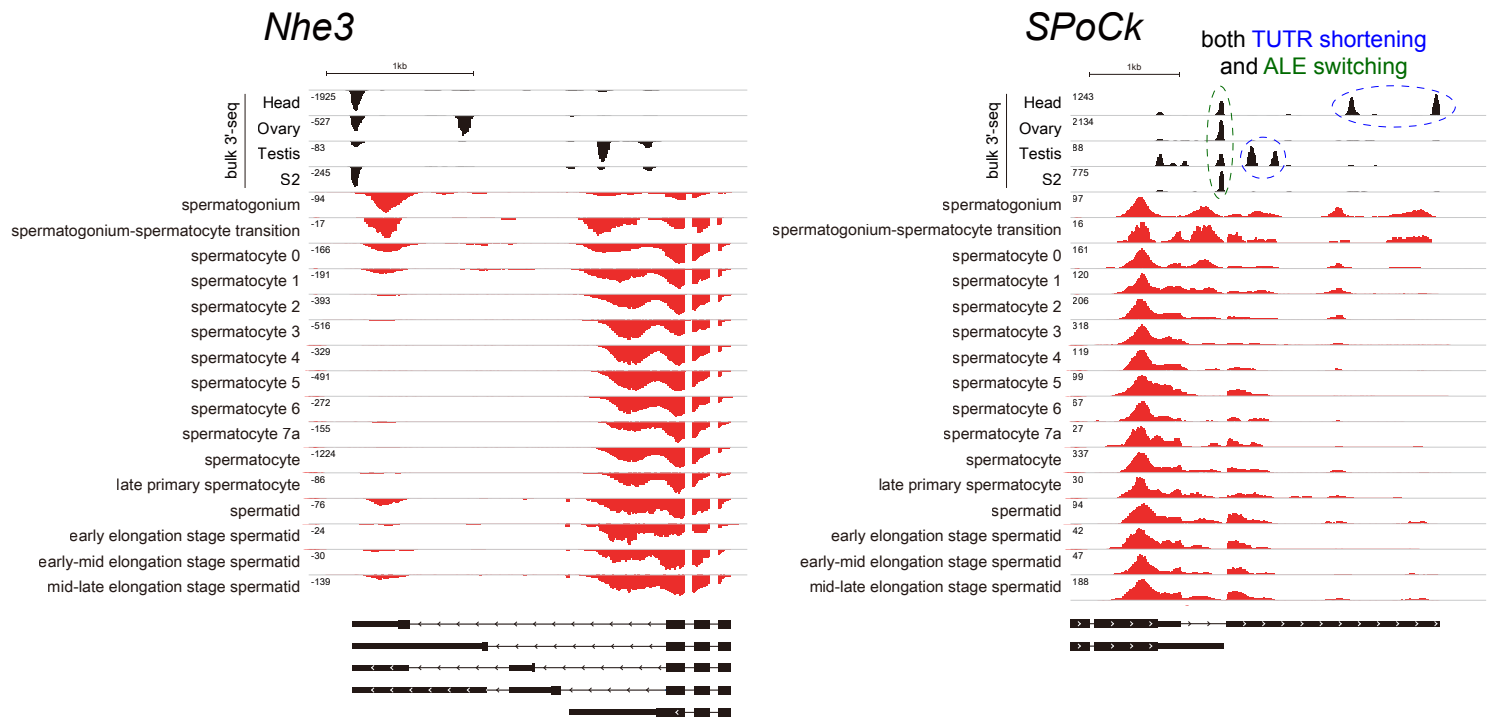 Nhe3
1kb
bulk 3'-seq
Head
-1925
Ovary
-527
Testis
-83
S2
-245
spermatogonium
-94
spermatogonium-spermatocyte transition
-17
spermatocyte 0
-166
spermatocyte 1
-191
spermatocyte 2
-393
spermatocyte 3
-516
spermatocyte 4
-329
spermatocyte 5
-491
spermatocyte 6
-272
spermatocyte 7a
-155
spermatocyte
-1224
late primary spermatocyte
-86
spermatid
-76
early elongation stage spermatid
-24
early-mid elongation stage spermatid
-30
mid-late elongation stage spermatid
-139
SPoCk
both TUTR shortening
and ALE switching
1kb
bulk 3'-seq
Head
1243
Ovary
2134
Testis
88
S2
775
spermatogonium
97
spermatogonium-spermatocyte transition
16
spermatocyte 0
161
spermatocyte 1
120
spermatocyte 2
206
spermatocyte 3
318
spermatocyte 4
119
spermatocyte 5
99
spermatocyte 6
67
spermatocyte 7a
27
spermatocyte
337
late primary spermatocyte
30
spermatid
94
early elongation stage spermatid
42
early-mid elongation stage spermatid
47
mid-late elongation stage spermatid
188